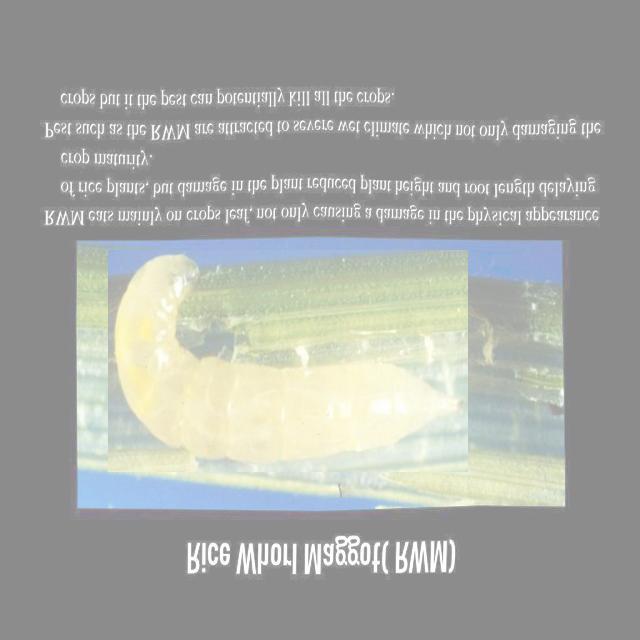 Rice Whorl Maggot( RWM)
RWM eats mainly on crops leaf, not only causing a damage in the physical appearance
of rice plants, but damage in the plant reduced plant height and root length delaying
crop maturity.
Pest such as the RWM are attracted to severe wet climate which not only damaging the
crops but it the pest can potentially kill all the crops.